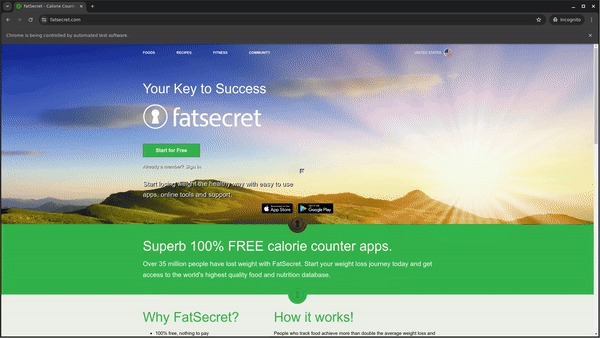 FatSecret - Calorie Count
fatsecret.com
Incognito
Chrome is being controlled by automated test software.
FOODS RECIPES FITNESS COMMUNITY UNITED STATES
Your Key to Success
fatsecret
Start for Free
Already a member? Sign in
Start losing weight the healthy way with easy to use
apps, online tools and support.
App Store
Google Play
Superb 100% FREE calorie counter apps.
Over 35 million people have lost weight with FatSecret. Start your weight loss journey today and get
access to the world's highest quality food and nutrition database.
Why FatSecret?
100% free, nothing to pay
How it works!
People who track food achieve more than double the average weight loss and